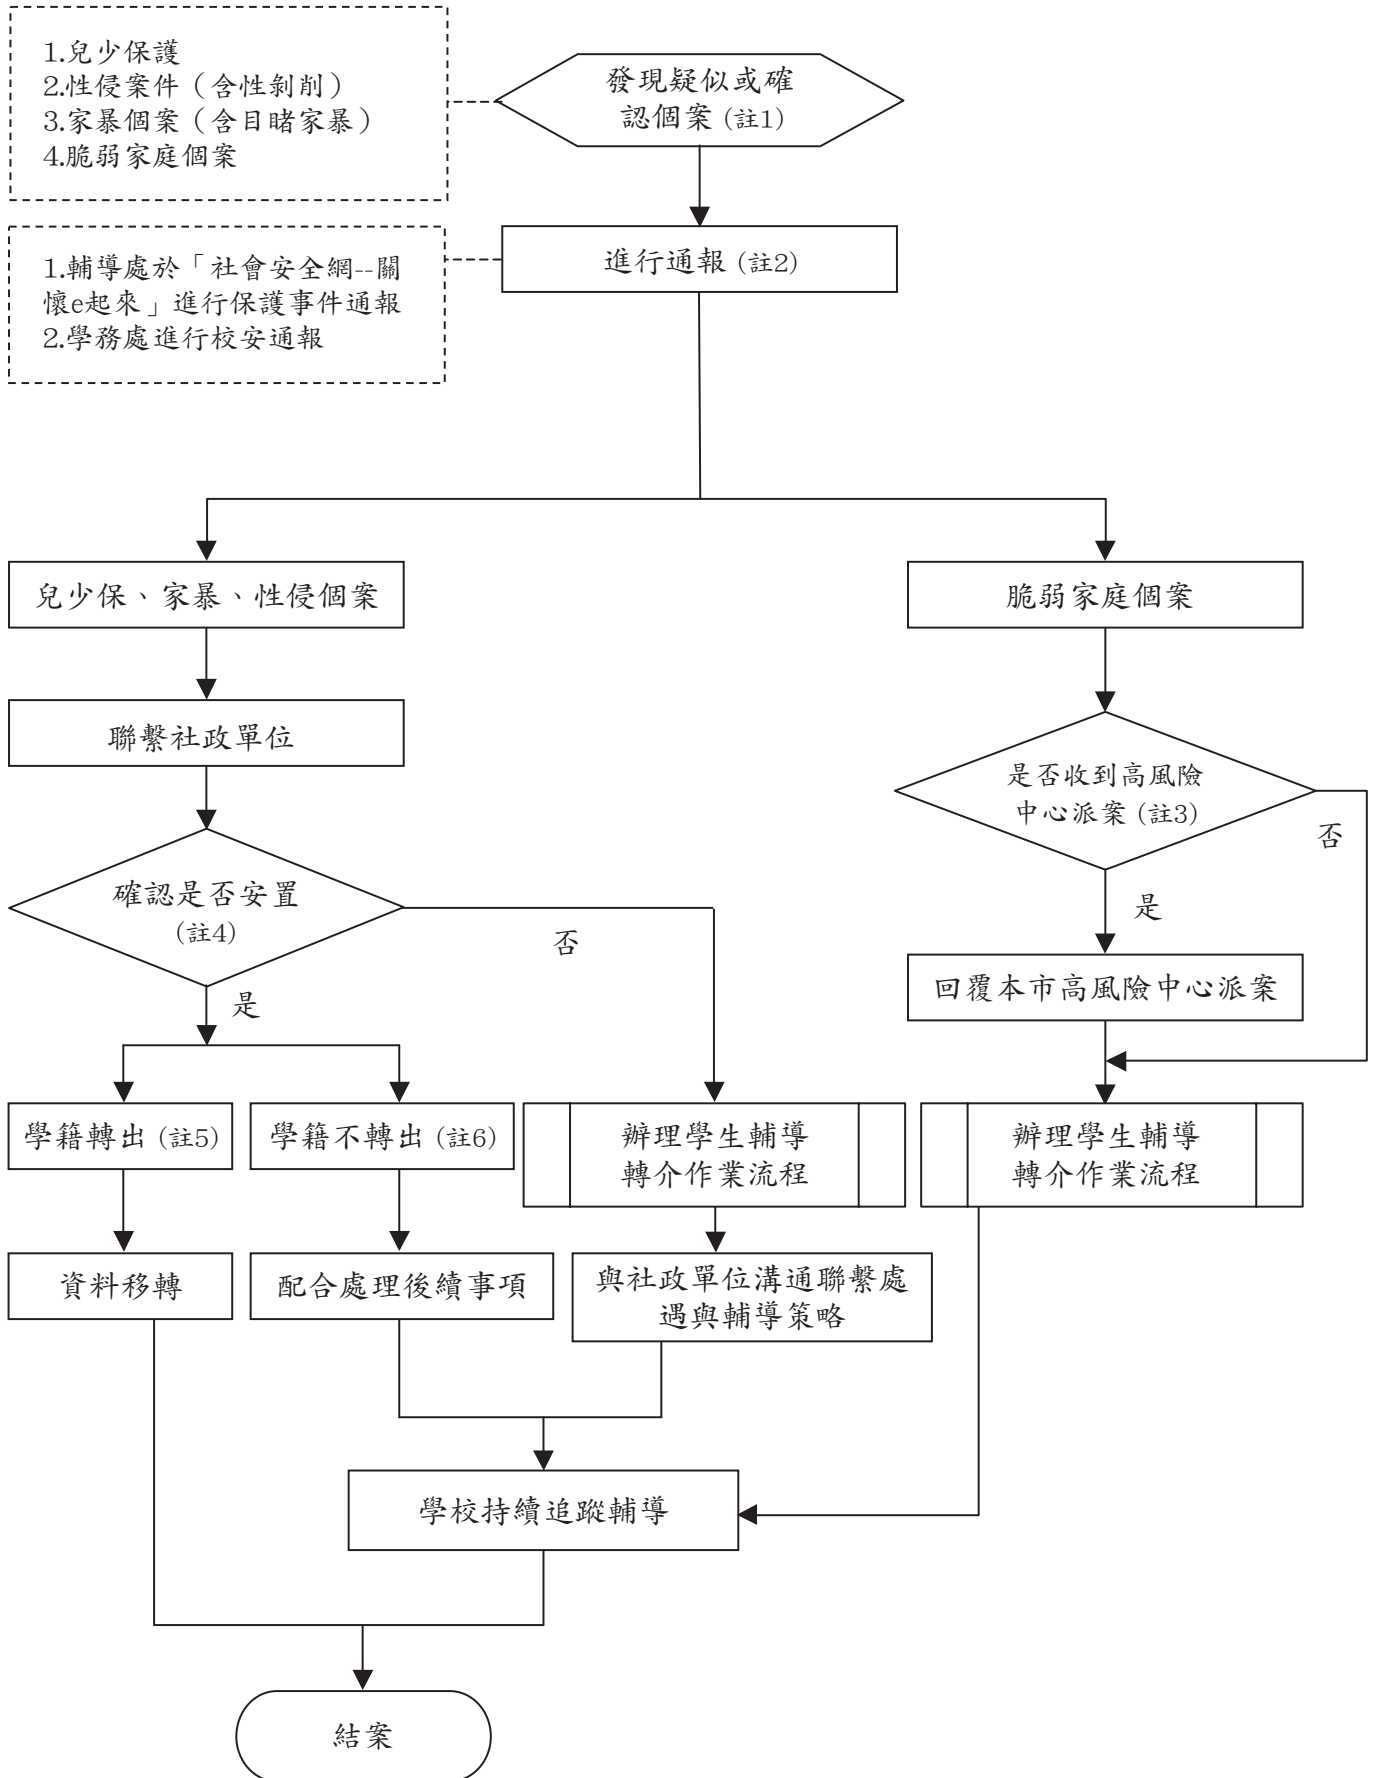 1.兒少保護
2.性侵案件（含性剝削）
3.家暴個案（含目睹家暴）
4.脆弱家庭個案
發現疑似或確
認個案 (註1)
1.輔導處於「社會安全網--關
懷e起來」進行保護事件通報
2.學務處進行校安通報
進行通報 (註2)
兒少保、家暴、性侵個案
脆弱家庭個案
聯繫社政單位
是否收到高風險
中心派案 (註3)
否
是
確認是否安置
(註4)
否
是
回覆本市高風險中心派案
學籍轉出 (註5)
學籍不轉出 (註6)
辦理學生輔導
轉介作業流程
辦理學生輔導
轉介作業流程
資料移轉
配合處理後續事項
與社政單位溝通聯繫處
遇與輔導策略
學校持續追蹤輔導
結案